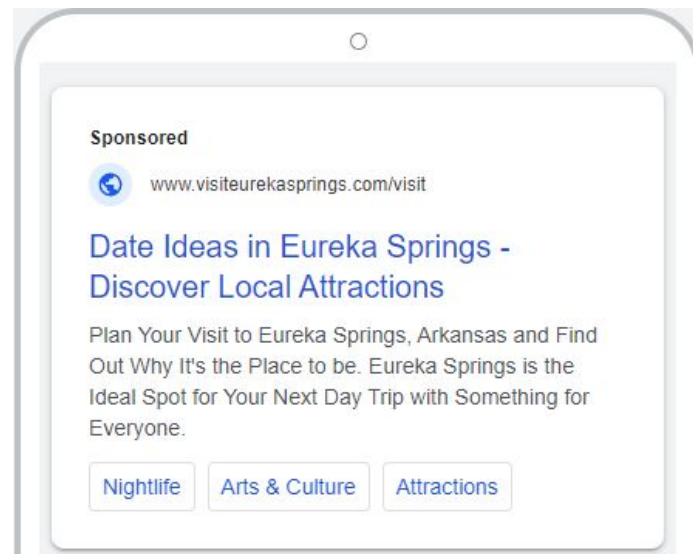 Sponsored
www.visiteurekasprings.com/visit
Date Ideas in Eureka Springs -
Discover Local Attractions
Plan Your Visit to Eureka Springs, Arkansas and Find
Out Why It's the Place to be. Eureka Springs is the
Ideal Spot for Your Next Day Trip with Something for
Everyone.
Nightlife Arts & Culture Attractions